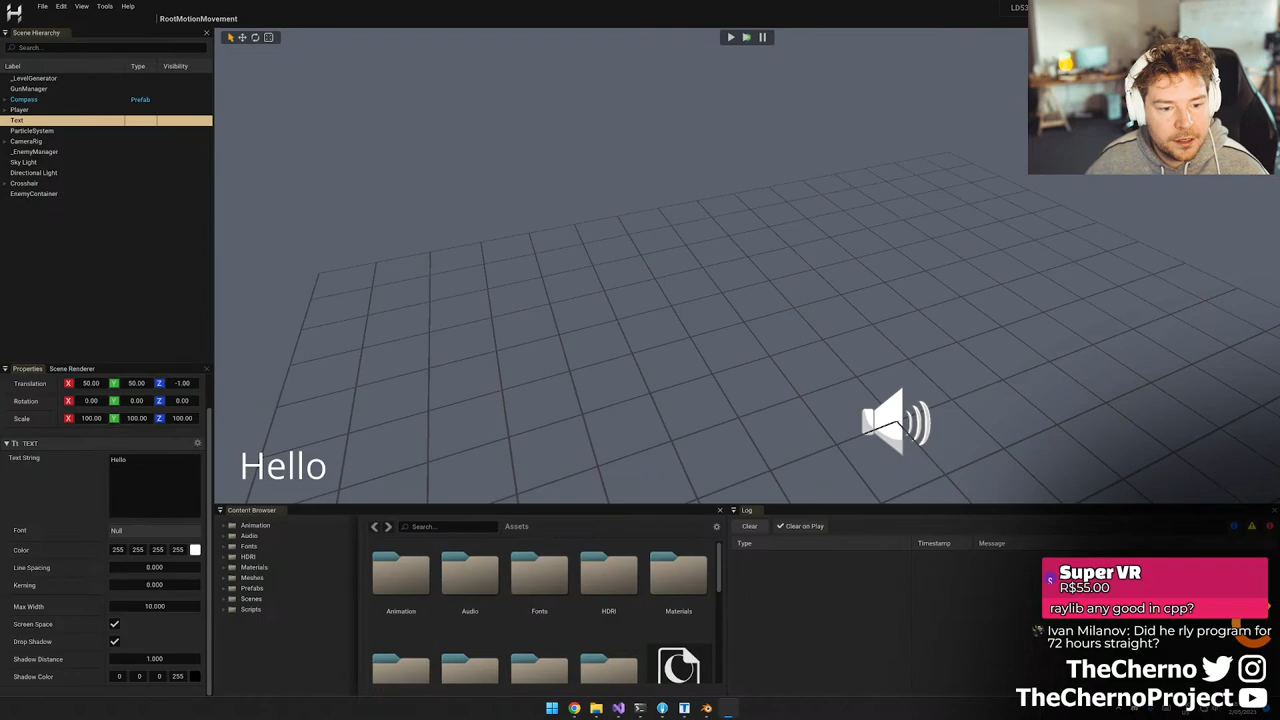 File Edit View Tools Help
RootMotionMovement
LD53
Scene Hierarchy
Search...
Label Type Visibility
_LevelGenerator
GunManager
Compass Prefab
Player
Text
ParticleSystem
CameraRig
_EnemyManager
Sky Light
Directional Light
Crosshair
EnemyContainer
Properties Scene Renderer
Translation X 50.00 Y 50.00 Z -1.00
Rotation X 0.00 Y 0.00 Z 0.00
Scale X 100.00 Y 100.00 Z 100.00
Tt TEXT
Text String Hello
Font Null
Color 255 255 255 255
Line Spacing 0.000
Kerning 0.000
Max Width 10.000
Screen Space
Drop Shadow
Shadow Distance 1.000
Shadow Color 0 0 0 255
Hello
Content Browser
Search... Assets
Animation
Audio
Fonts
HDRI
Materials
Meshes
Prefabs
Scenes
Scripts
Animation Audio Fonts HDRI Materials
Log
Clear Clear on Play
Type Timestamp Message
Super VR
R$55.00
raylib any good in cpp?
Ivan Milanov: Did he rly program for
72 hours straight?
TheCherno
TheChernoProject